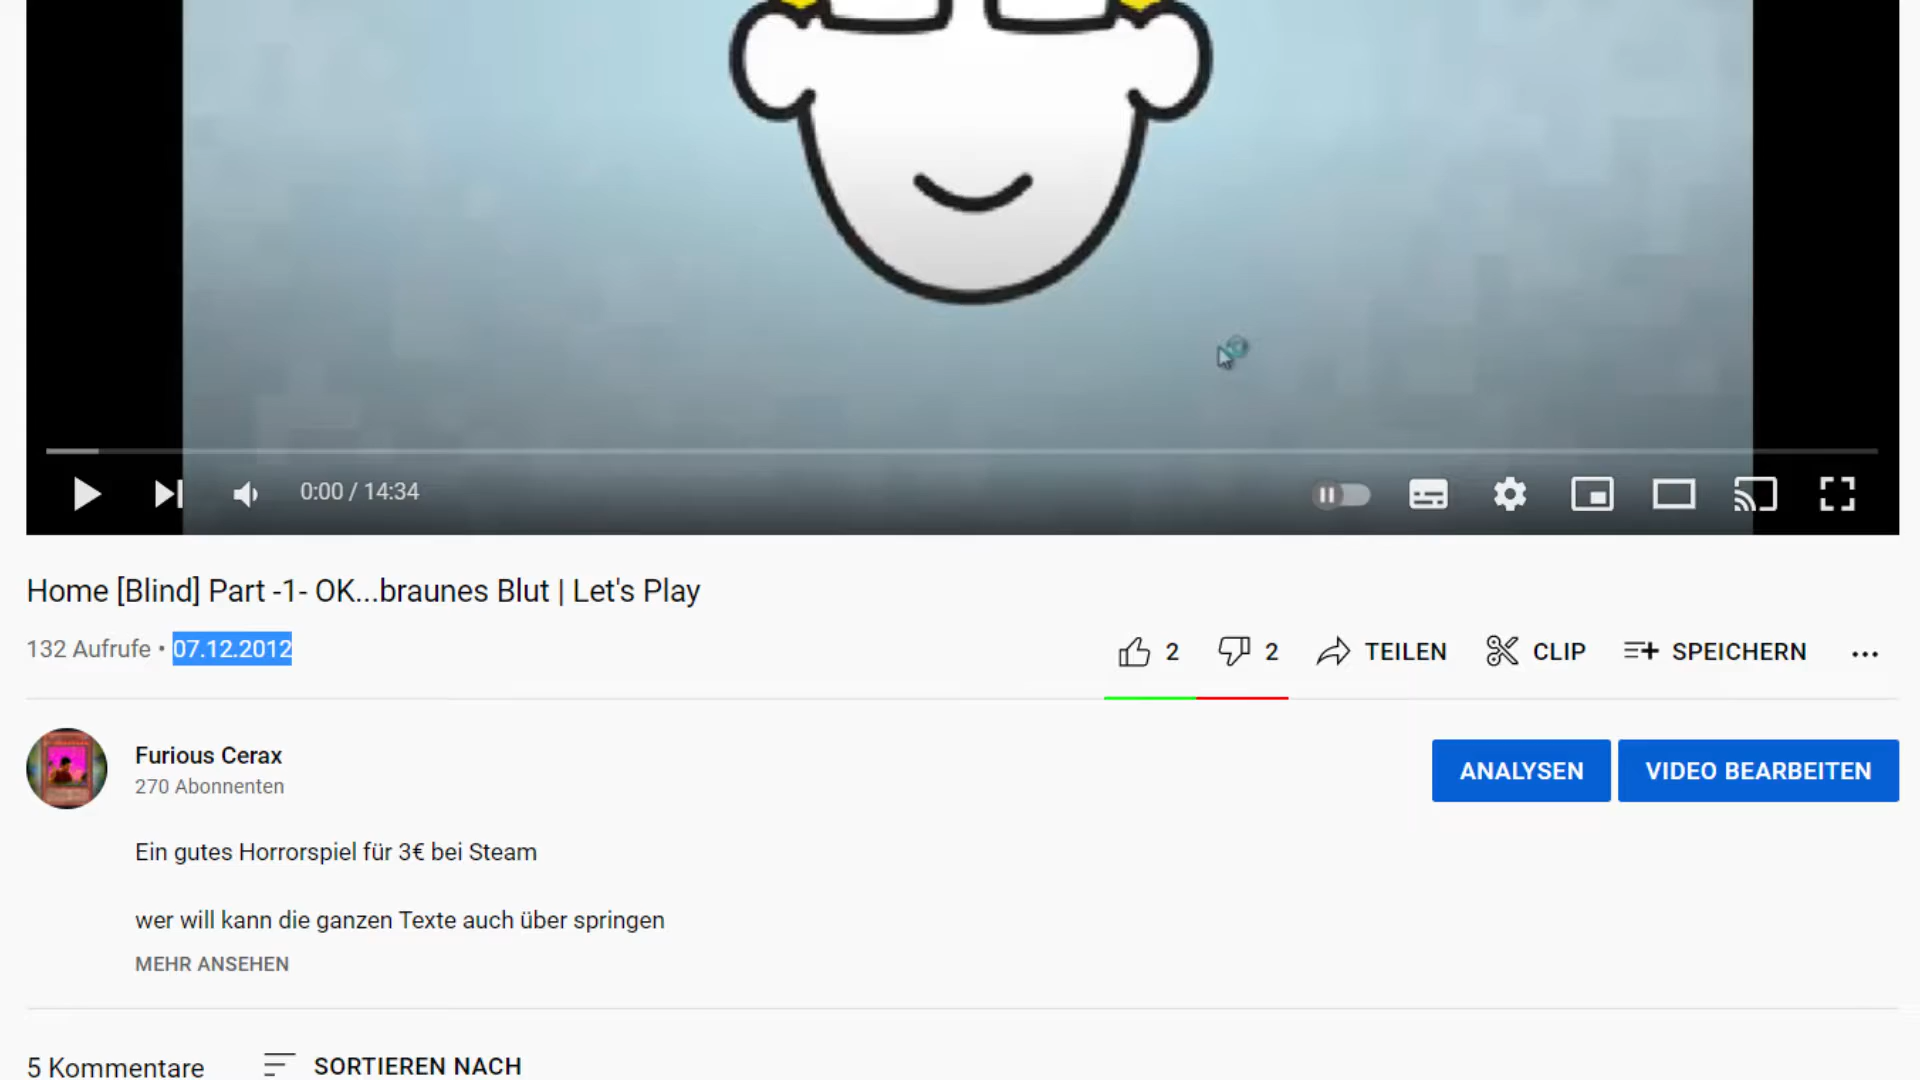 0:00 / 14:34
Home [Blind] Part -1- OK...braunes Blut | Let's Play
132 Aufrufe • 07.12.2012
2
2
TEILEN
CLIP
SPEICHERN
Furious Cerax
270 Abonnenten
ANALYSEN
VIDEO BEARBEITEN
Ein gutes Horrorspiel für 3€ bei Steam
wer will kann die ganzen Texte auch über springen
MEHR ANSEHEN
5 Kommentare
SORTIEREN NACH